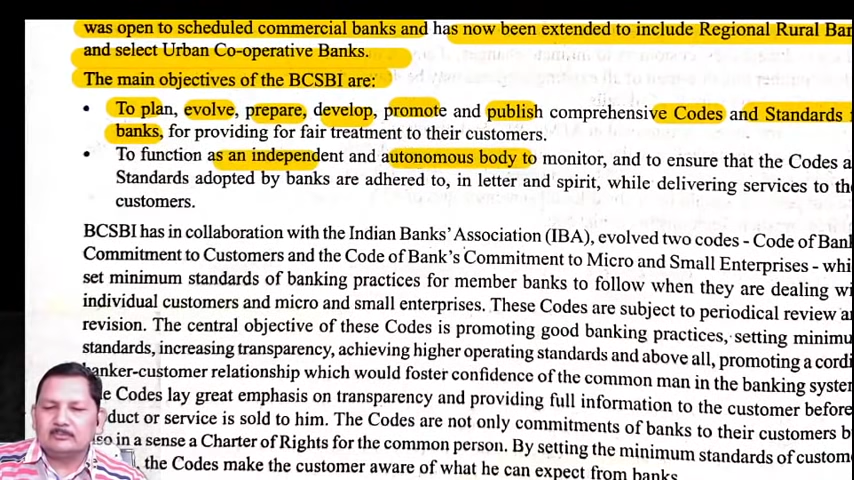 was open to scheduled commercial banks and has now been extended to include Regional Rural Ban
and select Urban Co-operative Banks.
The main objectives of the BCSBI are:
• To plan, evolve, prepare, develop, promote and publish comprehensive Codes and Standards
banks, for providing for fair treatment to their customers.
• To function as an independent and autonomous body to monitor, and to ensure that the Codes a
Standards adopted by banks are adhered to, in letter and spirit, while delivering services to the
customers.
BCSBI has in collaboration with the Indian Banks' Association (IBA), evolved two codes - Code of Bank
Commitment to Customers and the Code of Bank's Commitment to Micro and Small Enterprises - whi
set minimum standards of banking practices for member banks to follow when they are dealing wi
individual customers and micro and small enterprises. These Codes are subject to periodical review an
revision. The central objective of these Codes is promoting good banking practices, setting minimu
standards, increasing transparency, achieving higher operating standards and above all, promoting a cordi
banker-customer relationship which would foster confidence of the common man in the banking system
e Codes lay great emphasis on transparency and providing full information to the customer before
oduct or service is sold to him. The Codes are not only commitments of banks to their customers b
so in a sense a Charter of Rights for the common person. By setting the minimum standards of custom
, the Codes make the customer aware of what he can expect from banks.